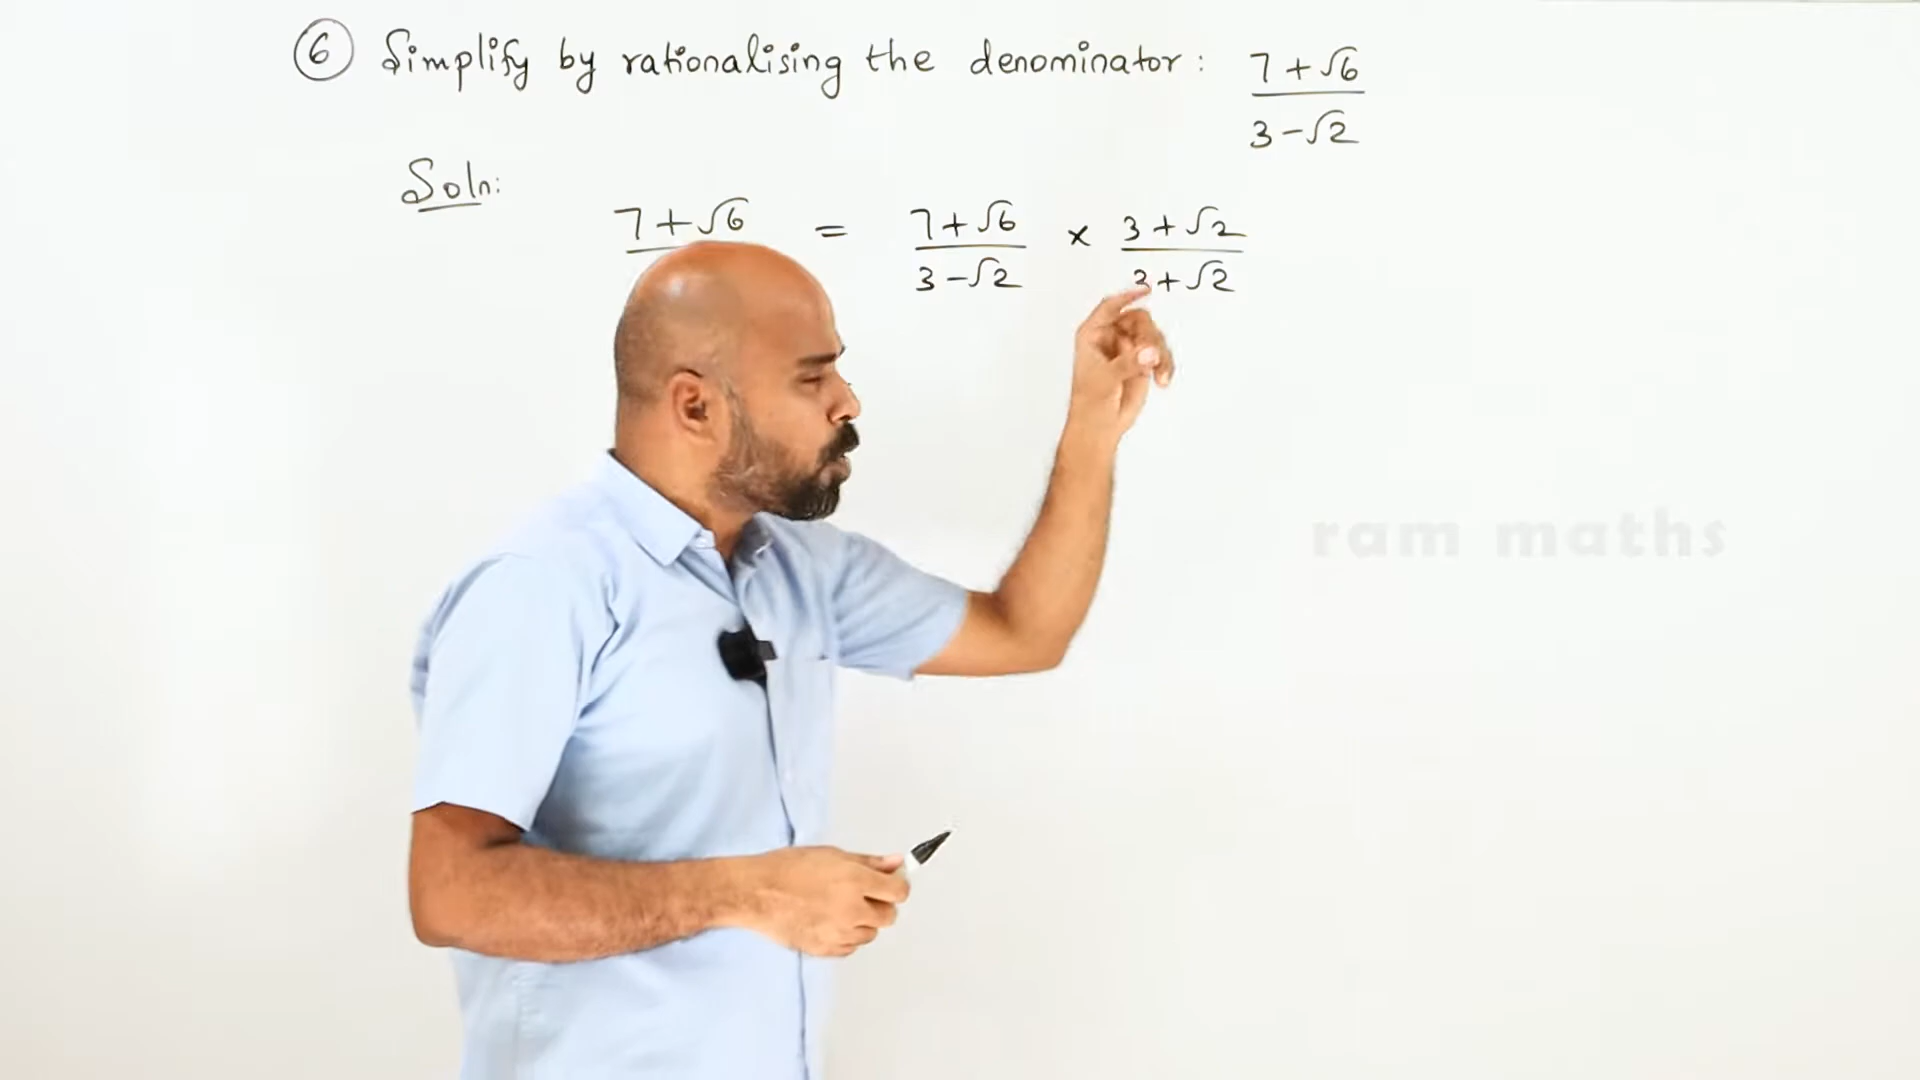 6 Simplify by rationalising the denominator: (7+√6)/(3-√2)
Soln:
7+√6 = (7+√6)/(3-√2) × (3+√2)/(3+√2)
ram maths